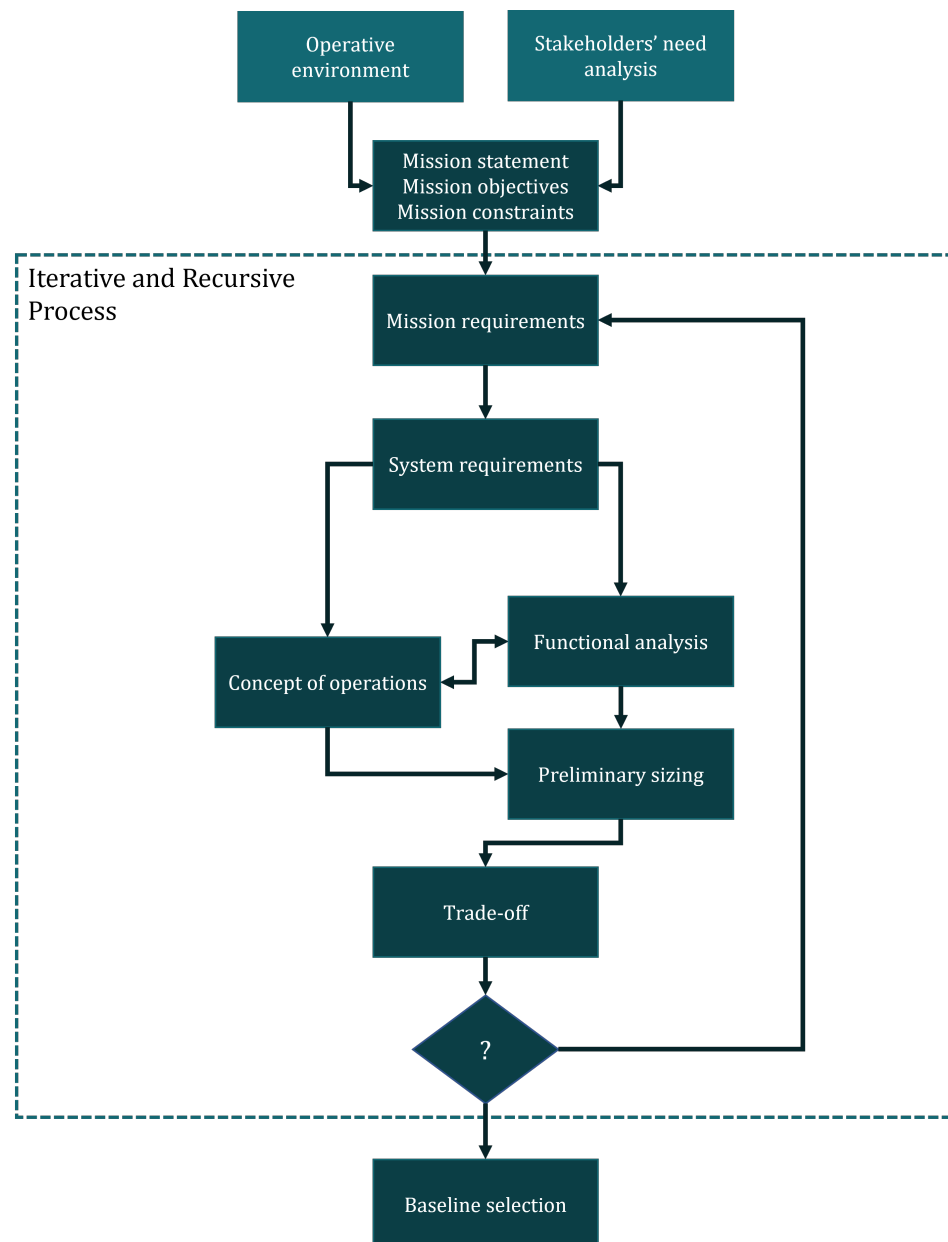 Operative
environment
Stakeholders’ need
analysis
Mission statement
Mission objectives
Mission constraints
Iterative and Recursive
Process
Mission requirements
System requirements
Functional analysis
Concept of operations
Preliminary sizing
Trade-off
?
Baseline selection